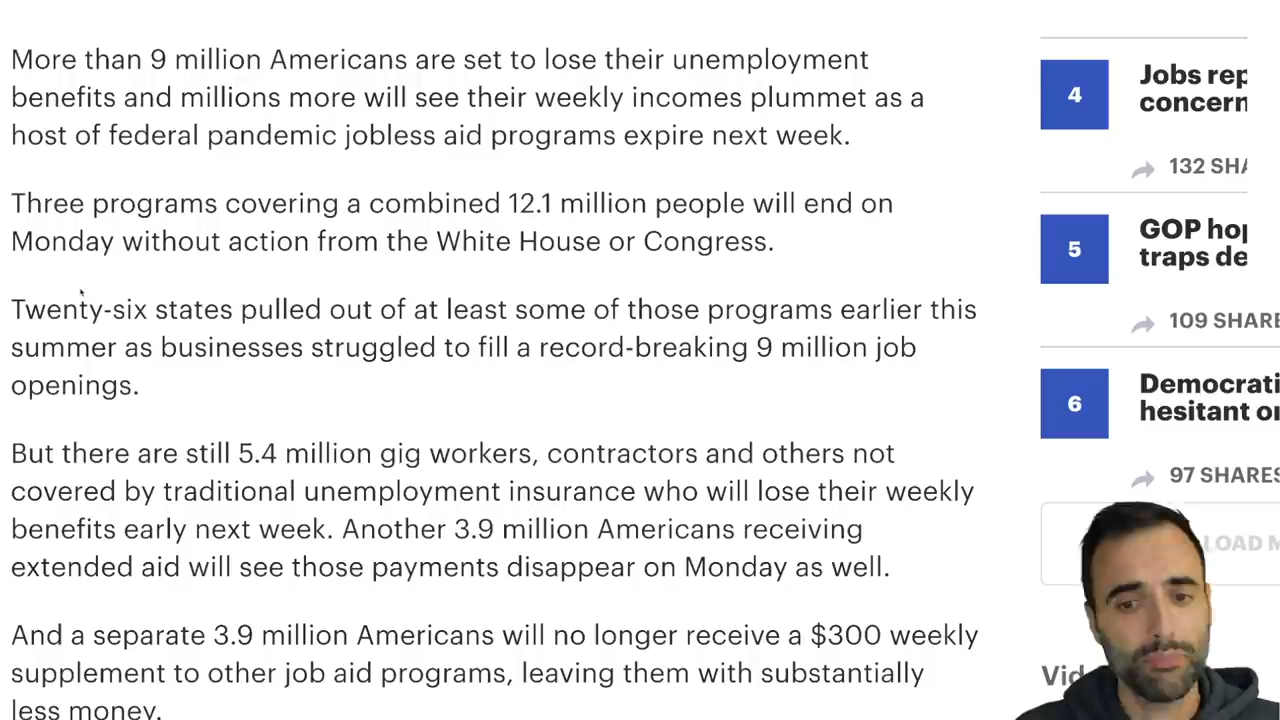 More than 9 million Americans are set to lose their unemployment
benefits and millions more will see their weekly incomes plummet as a
host of federal pandemic jobless aid programs expire next week.
Three programs covering a combined 12.1 million people will end on
Monday without action from the White House or Congress.
Twenty-six states pulled out of at least some of those programs earlier this
summer as businesses struggled to fill a record-breaking 9 million job
openings.
But there are still 5.4 million gig workers, contractors and others not
covered by traditional unemployment insurance who will lose their weekly
benefits early next week. Another 3.9 million Americans receiving
extended aid will see those payments disappear on Monday as well.
And a separate 3.9 million Americans will no longer receive a $300 weekly
supplement to other job aid programs, leaving them with substantially
less money.
4
Jobs rep
concern
132 SHA
5
GOP hop
traps de
109 SHARE
6
Democrati
hesitant o
97 SHARES
LOAD M
Vid